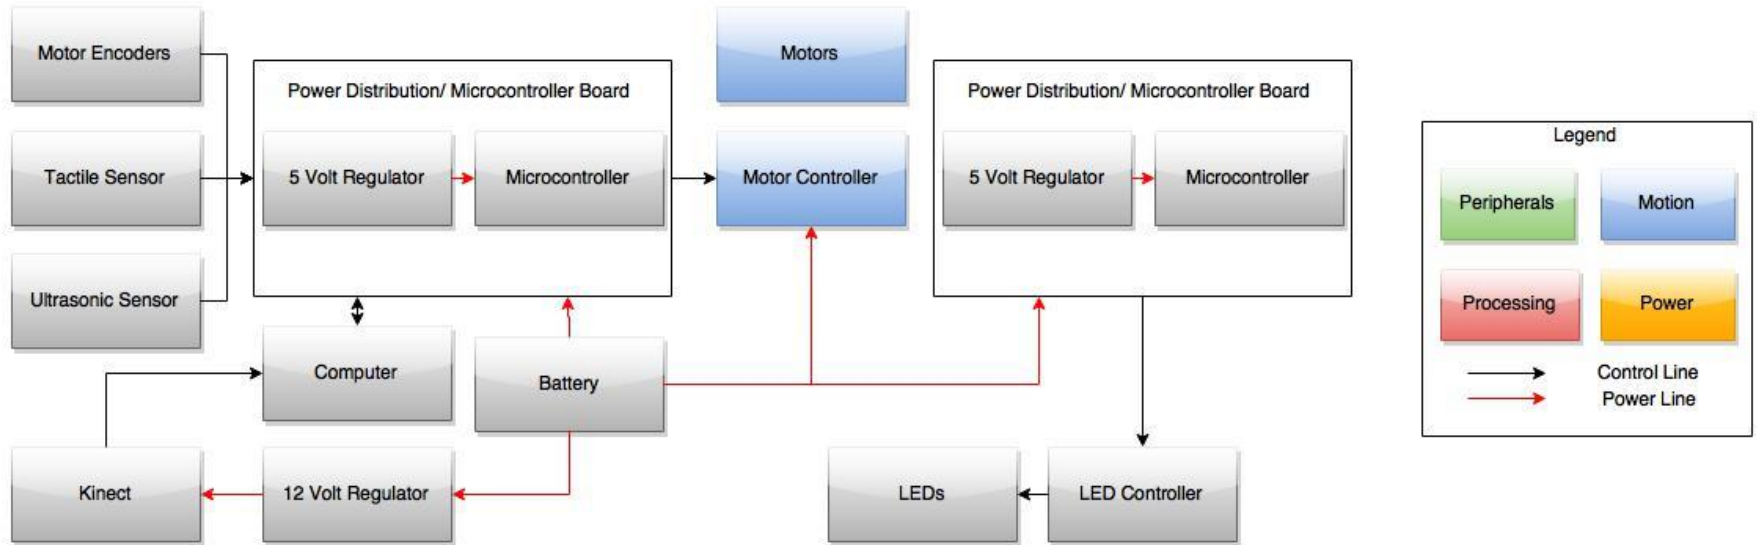 Motor Encoders
Motors
Power Distribution/ Microcontroller Board
Power Distribution/ Microcontroller Board
Legend
Tactile Sensor
5 Volt Regulator
Microcontroller
Motor Controller
5 Volt Regulator
Microcontroller
Peripherals
Motion
Ultrasonic Sensor
Processing
Power
Computer
Battery
Control Line
Power Line
Kinect
12 Volt Regulator
LEDs
LED Controller